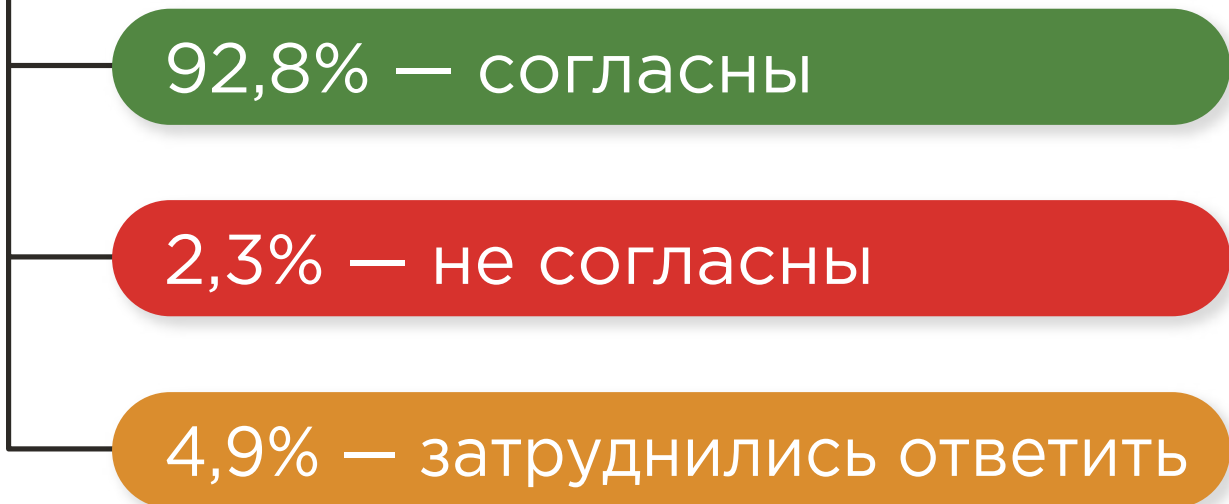 92,8% — согласны
2,3% — не согласны
4,9% — затруднились ответить